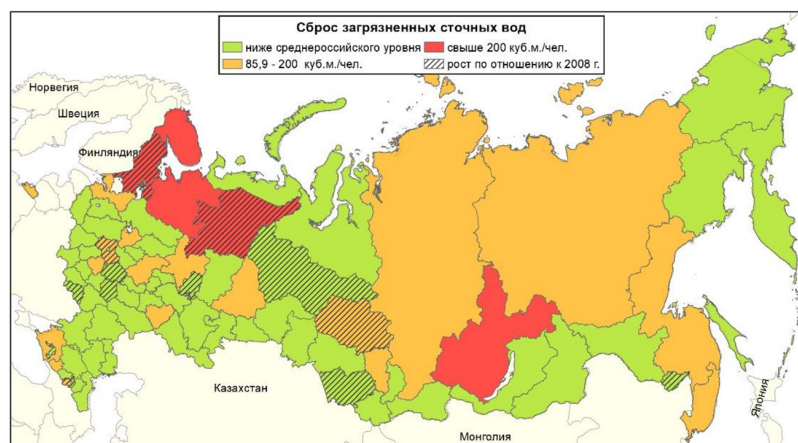 Сброс загрязненных сточных вод
ниже среднероссийского уровня
свыше 200 куб.м./чел.
85,9 - 200 куб.м./чел.
рост по отношению к 2008 г.
Норвегия
Швеция
Финляндия
Казахстан
Монголия
Япония